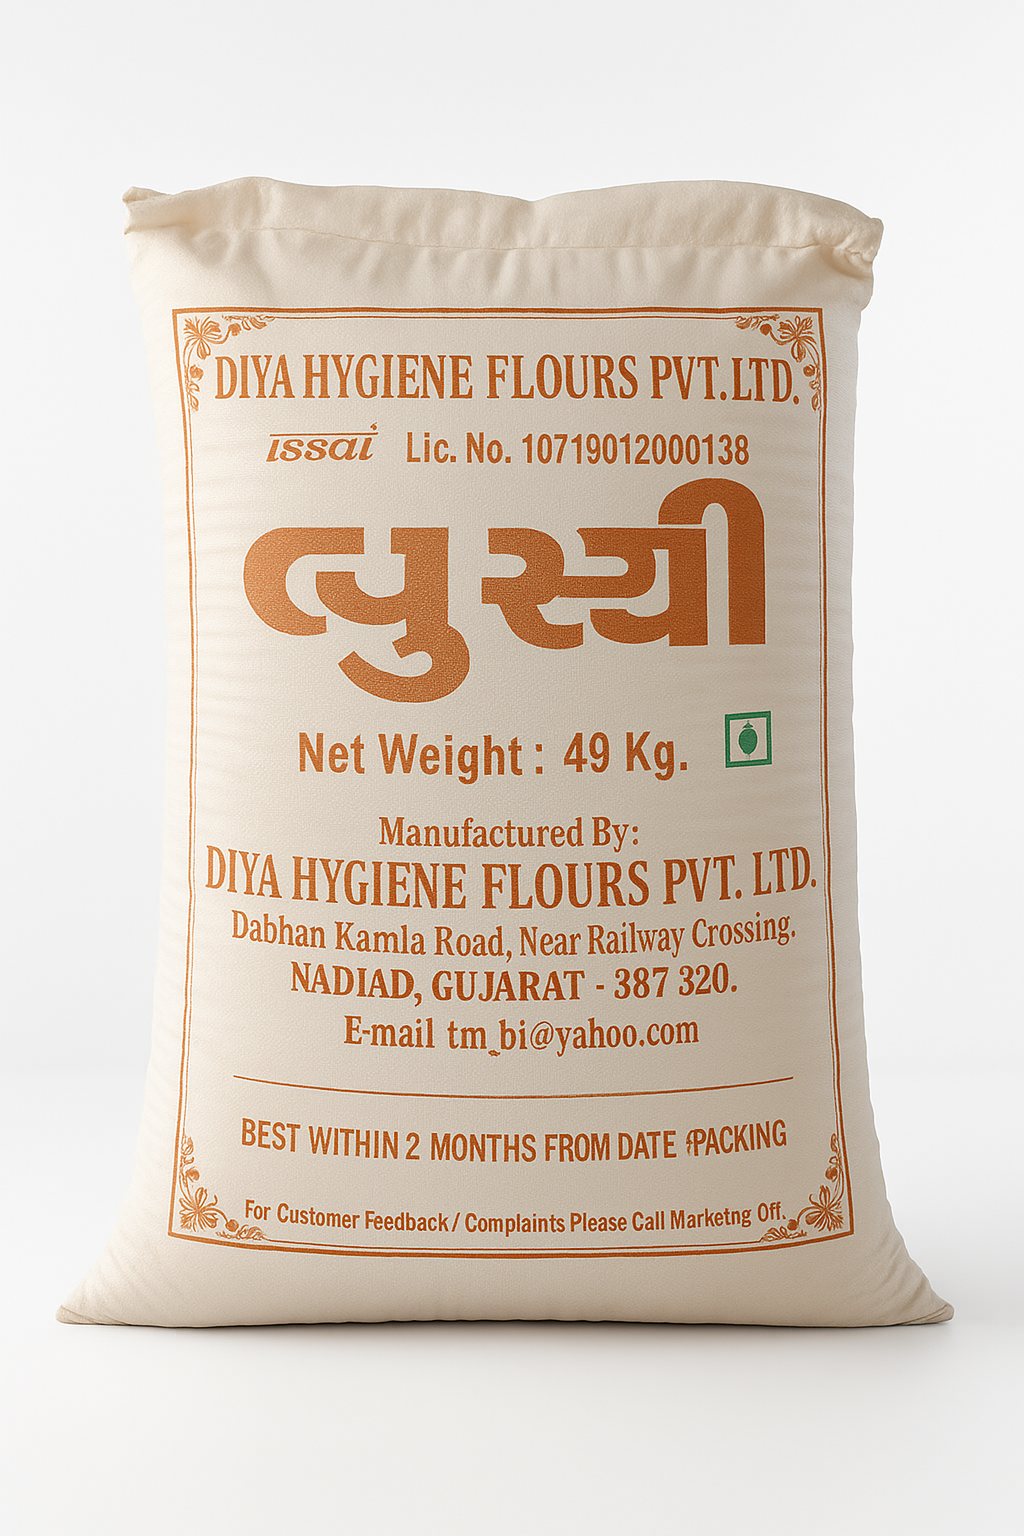 DIYA HYGIENE FLOURS PVT.LTD.
issai Lic. No. 10719012000138
Net Weight : 49 Kg.
Manufactured By:
DIYA HYGIENE FLOURS PVT. LTD.
Dabhan Kamla Road, Near Railway Crossing.
NADIAD, GUJARAT - 387 320.
E-mail tm_bi@yahoo.com
BEST WITHIN 2 MONTHS FROM DATE PACKING
For Customer Feedback / Complaints Please Call Marketng Off.